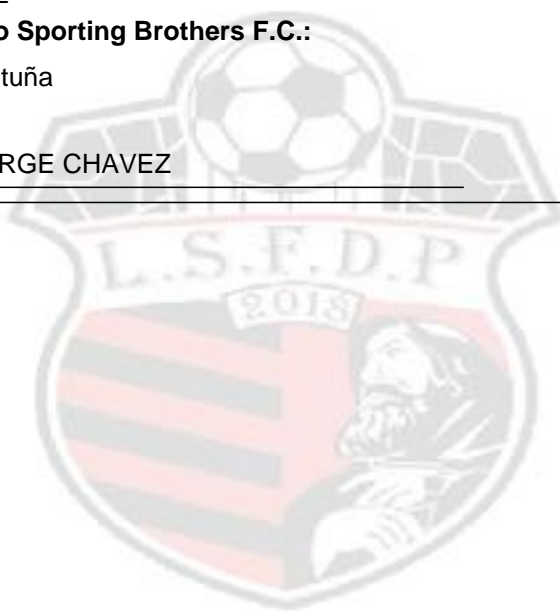 o Sporting Brothers F.C.:
tuña
RGE CHAVEZ
L.S.F.D.P
2018